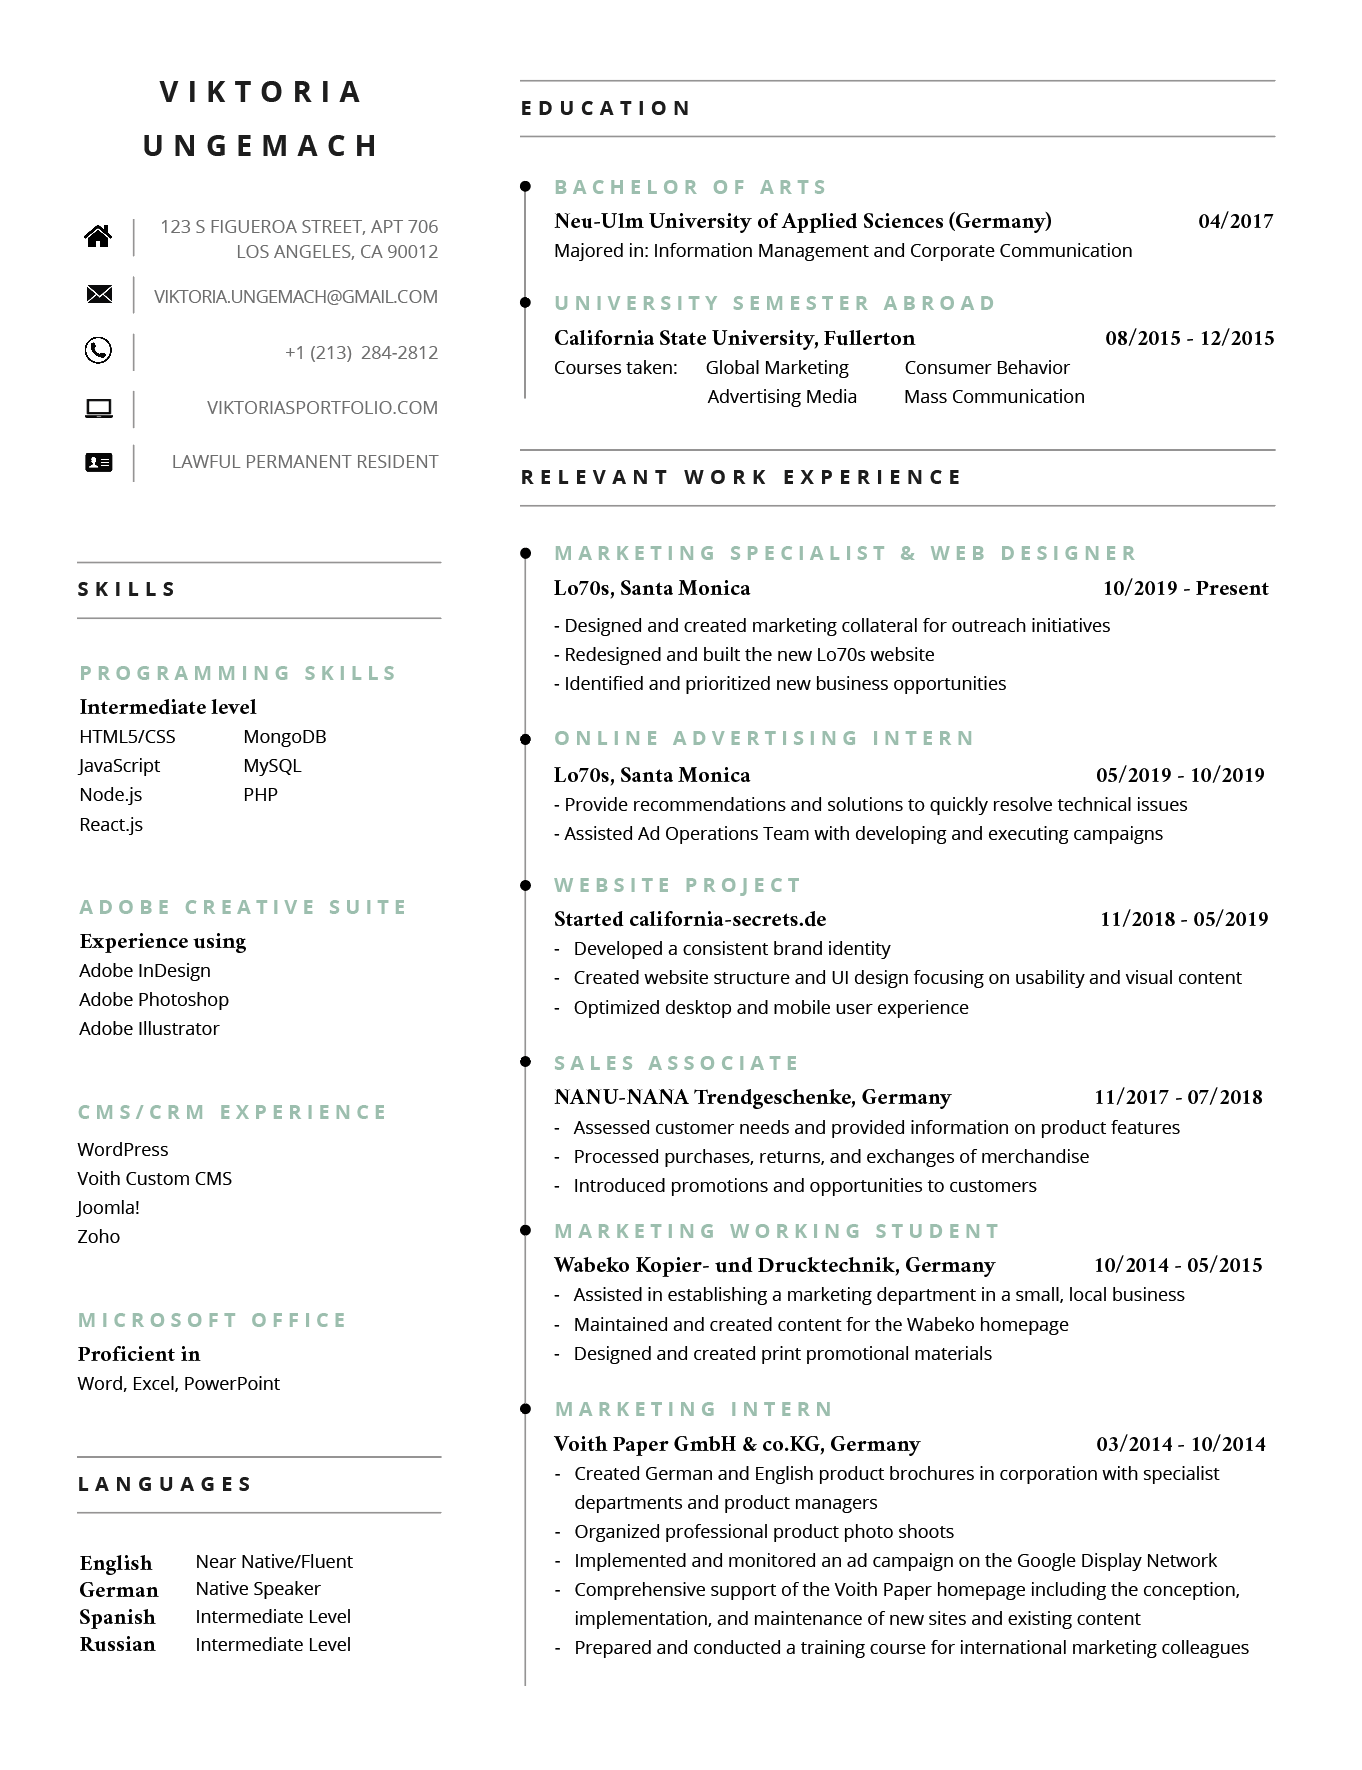 VIKTORIA
UNGEMACH
123 S FIGUEROA STREET, APT 706
LOS ANGELES, CA 90012
VIKTORIA.UNGEMACH@GMAIL.COM
+1 (213)  284-2812
VIKTORIASPORTFOLIO.COM
LAWFUL PERMANENT RESIDENT
SKILLS
PROGRAMMING SKILLS
Intermediate level
HTML5/CSS MongoDB
JavaScript MySQL
Node.js PHP
React.js
ADOBE CREATIVE SUITE
Experience using
Adobe InDesign
Adobe Photoshop
Adobe Illustrator
CMS/CRM EXPERIENCE
WordPress
Voith Custom CMS
Joomla!
Zoho
MICROSOFT OFFICE
Proficient in
Word, Excel, PowerPoint
LANGUAGES
English Near Native/Fluent
German Native Speaker
Spanish Intermediate Level
Russian Intermediate Level
EDUCATION
BACHELOR OF ARTS
Neu-Ulm University of Applied Sciences (Germany) 04/2017
Majored in: Information Management and Corporate Communication
UNIVERSITY SEMESTER ABROAD
California State University, Fullerton 08/2015 - 12/2015
Courses taken: Global Marketing Consumer Behavior
Advertising Media Mass Communication
RELEVANT WORK EXPERIENCE
MARKETING SPECIALIST & WEB DESIGNER
Lo70s, Santa Monica 10/2019 - Present
- Designed and created marketing collateral for outreach initiatives
- Redesigned and built the new Lo70s website
- Identified and prioritized new business opportunities
ONLINE ADVERTISING INTERN
Lo70s, Santa Monica 05/2019 - 10/2019
- Provide recommendations and solutions to quickly resolve technical issues
- Assisted Ad Operations Team with developing and executing campaigns
WEBSITE PROJECT
Started california-secrets.de 11/2018 - 05/2019
- Developed a consistent brand identity
- Created website structure and UI design focusing on usability and visual content
- Optimized desktop and mobile user experience
SALES ASSOCIATE
NANU-NANA Trendgeschenke, Germany 11/2017 - 07/2018
- Assessed customer needs and provided information on product features
- Processed purchases, returns, and exchanges of merchandise
- Introduced promotions and opportunities to customers
MARKETING WORKING STUDENT
Wabeko Kopier- und Drucktechnik, Germany 10/2014 - 05/2015
- Assisted in establishing a marketing department in a small, local business
- Maintained and created content for the Wabeko homepage
- Designed and created print promotional materials
MARKETING INTERN
Voith Paper GmbH & co.KG, Germany 03/2014 - 10/2014
- Created German and English product brochures in corporation with specialist
departments and product managers
- Organized professional product photo shoots
- Implemented and monitored an ad campaign on the Google Display Network
- Comprehensive support of the Voith Paper homepage including the conception,
implementation, and maintenance of new sites and existing content
- Prepared and conducted a training course for international marketing colleagues